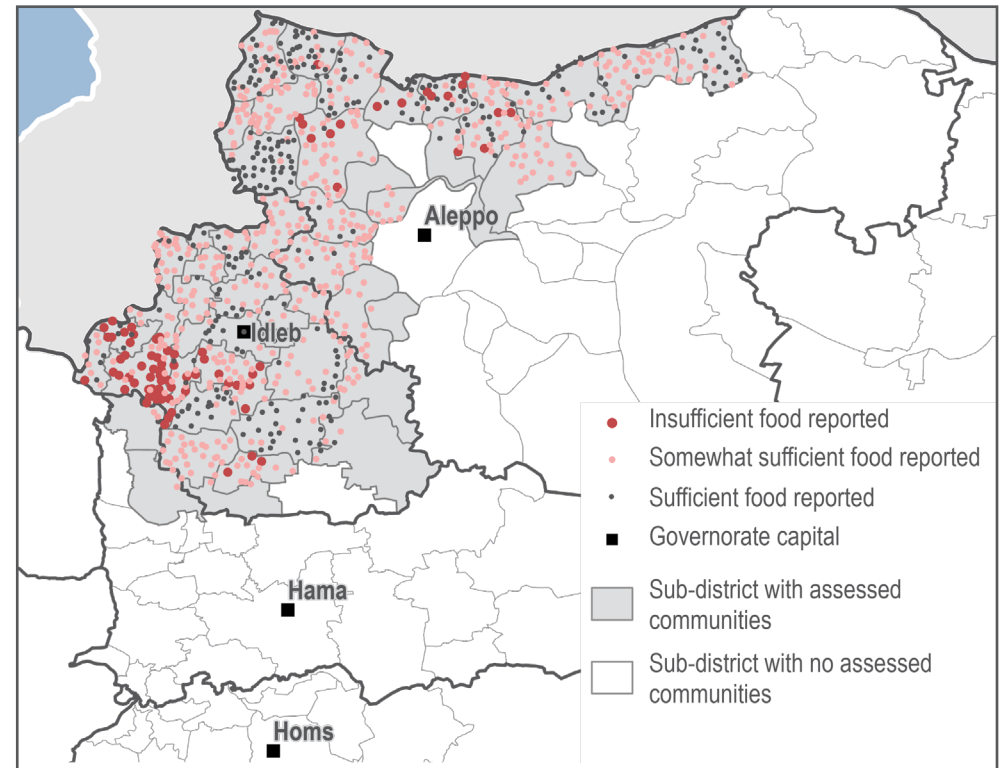 Aleppo
Idleb
Insufficient food reported
Somewhat sufficient food reported
Sufficient food reported
Governorate capital
Sub-district with assessed
communities
Sub-district with no assessed
communities
Hama
Homs